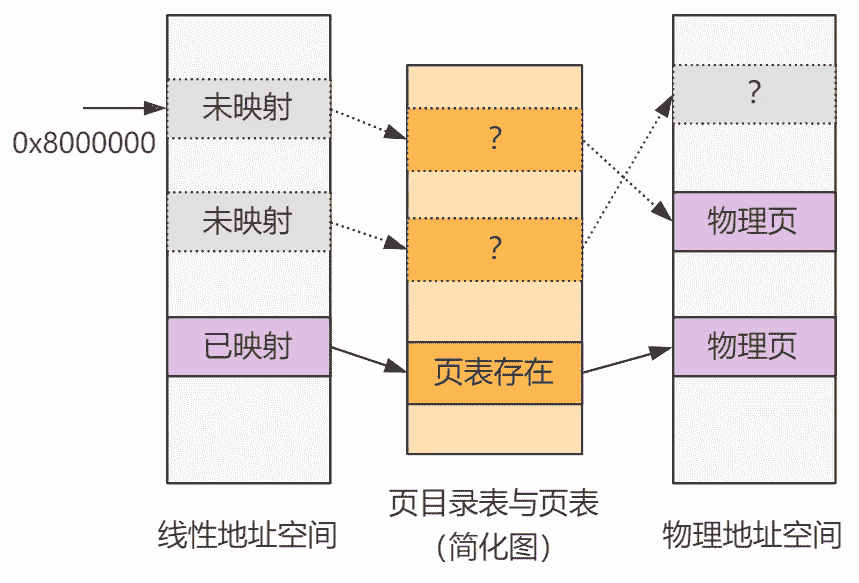 未映射
0x8000000
未映射
已映射
线性地址空间
？
？
页表存在
页目录表与页表
（简化图）
？
物理页
物理页
物理地址空间